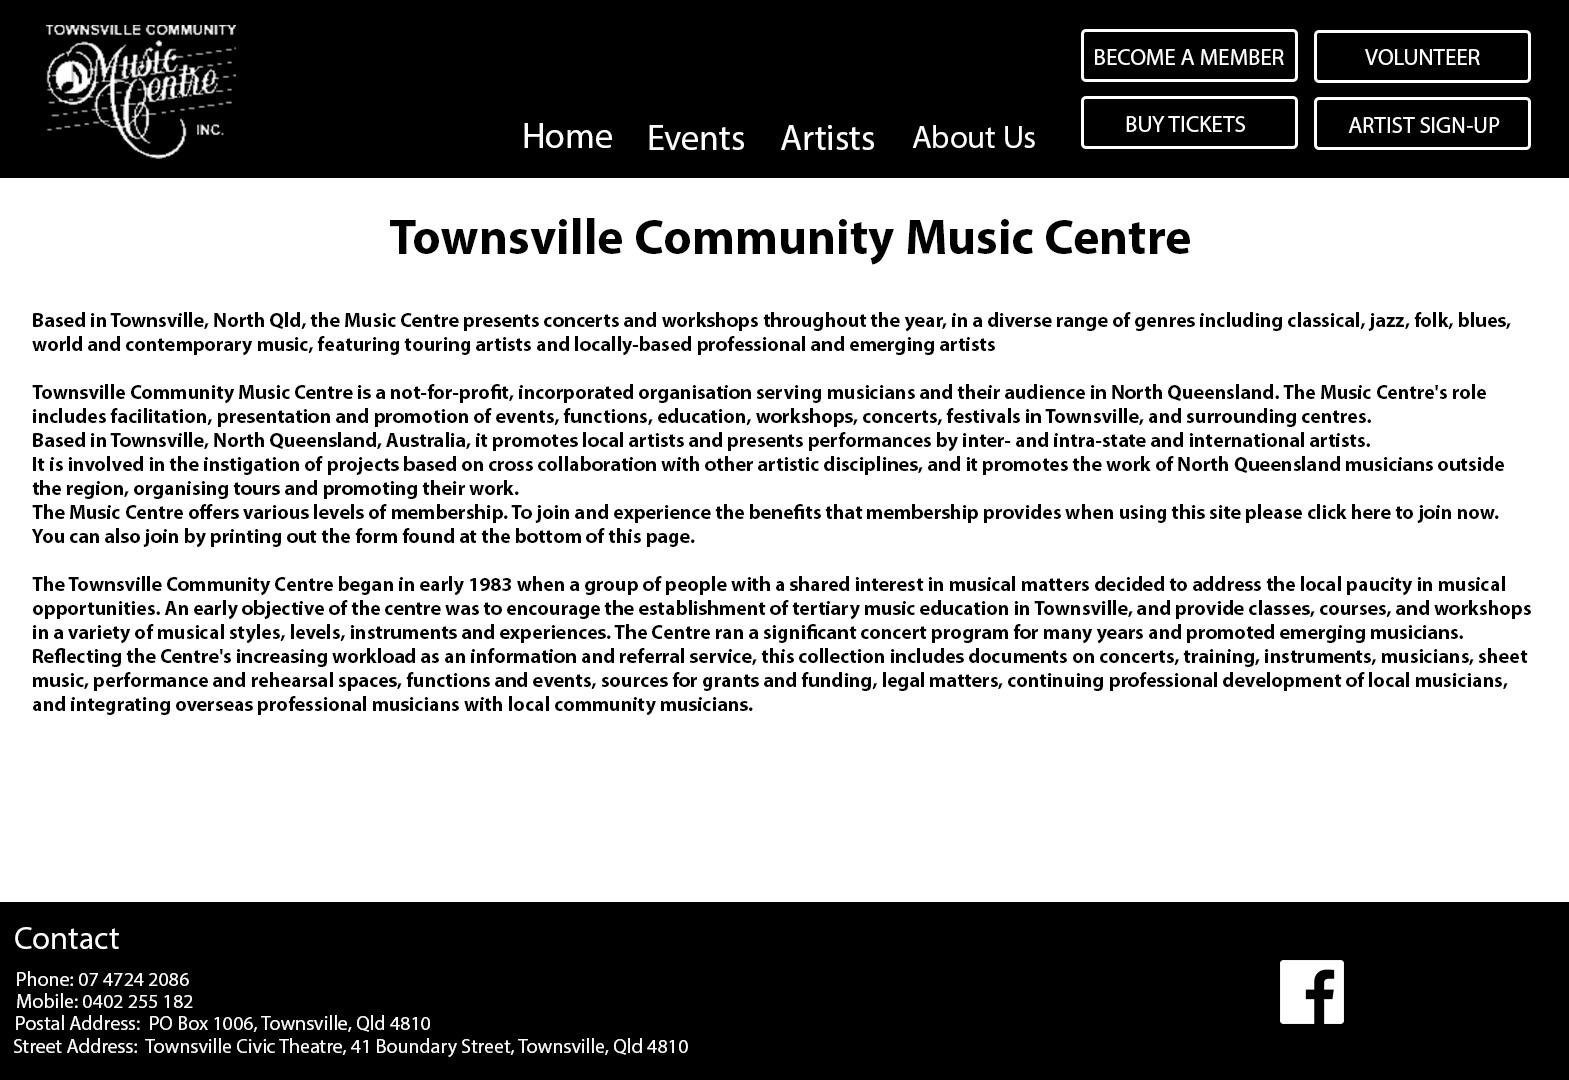 TOWNSVILLE COMMUNITY
Music
Centre
INC.
BECOME A MEMBER
VOLUNTEER
BUY TICKETS
ARTIST SIGN-UP
Home
Events
Artists
About Us
Townsville Community Music Centre
Based in Townsville, North Qld, the Music Centre presents concerts and workshops throughout the year, in a diverse range of genres including classical, jazz, folk, blues,
world and contemporary music, featuring touring artists and locally-based professional and emerging artists
Townsville Community Music Centre is a not-for-profit, incorporated organisation serving musicians and their audience in North Queensland. The Music Centre's role
includes facilitation, presentation and promotion of events, functions, education, workshops, concerts, festivals in Townsville, and surrounding centres.
Based in Townsville, North Queensland, Australia, it promotes local artists and presents performances by inter- and intra-state and international artists.
It is involved in the instigation of projects based on cross collaboration with other artistic disciplines, and it promotes the work of North Queensland musicians outside
the region, organising tours and promoting their work.
The Music Centre offers various levels of membership. To join and experience the benefits that membership provides when using this site please click here to join now.
You can also join by printing out the form found at the bottom of this page.
The Townsville Community Centre began in early 1983 when a group of people with a shared interest in musical matters decided to address the local paucity in musical
opportunities. An early objective of the centre was to encourage the establishment of tertiary music education in Townsville, and provide classes, courses, and workshops
in a variety of musical styles, levels, instruments and experiences. The Centre ran a significant concert program for many years and promoted emerging musicians.
Reflecting the Centre's increasing workload as an information and referral service, this collection includes documents on concerts, training, instruments, musicians, sheet
music, performance and rehearsal spaces, functions and events, sources for grants and funding, legal matters, continuing professional development of local musicians,
and integrating overseas professional musicians with local community musicians.
Contact
Phone: 07 4724 2086
Mobile: 0402 255 182
Postal Address: PO Box 1006, Townsville, Qld 4810
Street Address: Townsville Civic Theatre, 41 Boundary Street, Townsville, Qld 4810